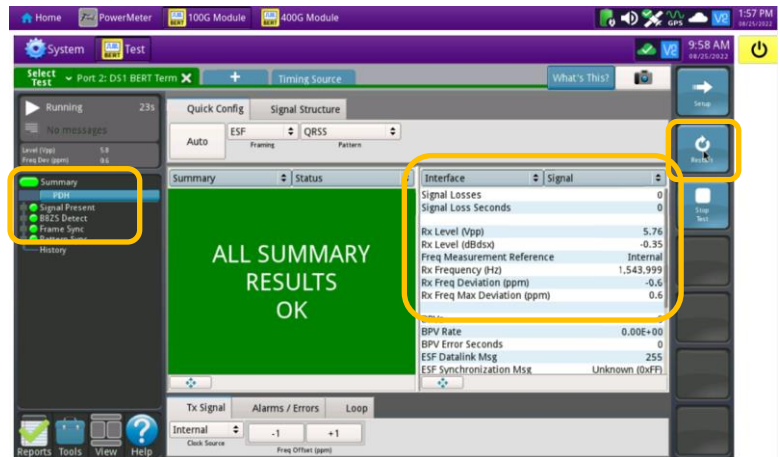 Home PowerMeter 100G Module 400G Module GPS V2 1:57 PM
08/25/2022
System Test V2 9:58 AM
08/25/2022
Select Test Port 2: DS1 BERT Term X + Timing Source What's This?
Running 23s
No messages
Level (Vpp) 5.8
Freq Dev (ppm) 0.6
Summary
PDH
Signal Present
B8ZS Detect
Frame Sync
Pattern Sync
History
Reports Tools View Help
Quick Config Signal Structure
Auto ESF QRSS
Framing Pattern
Summary Status
ALL SUMMARY
RESULTS
OK
Interface Signal
Signal Losses 0
Signal Loss Seconds 0
Rx Level (Vpp) 5.76
Rx Level (dBdsx) -0.35
Freq Measurement Reference Internal
Rx Frequency (Hz) 1,543,999
Rx Freq Deviation (ppm) -0.6
Rx Freq Max Deviation (ppm) 0.6
BPV Rate 0.00E+00
BPV Error Seconds 0
ESF Datalink Msg 255
ESF Synchronization Msg Unknown (0xFF)
Tx Signal Alarms / Errors Loop
Internal -1 +1
Clock Source Freq Offset (ppm)
Setup
Restart
Stop
Test